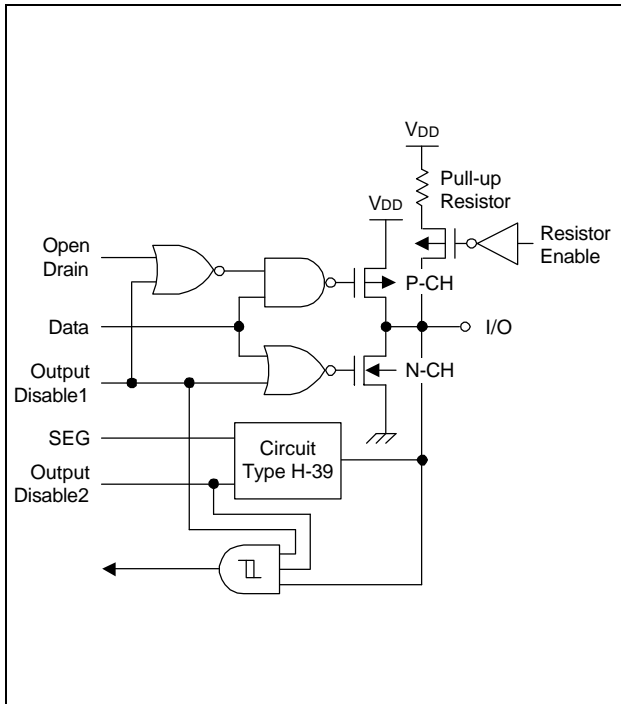 VDD
Pull-up
Resistor
VDD
Resistor
Enable
Open
Drain
P-CH
Data
I/O
Output
Disable1
N-CH
SEG
Circuit
Type H-39
Output
Disable2